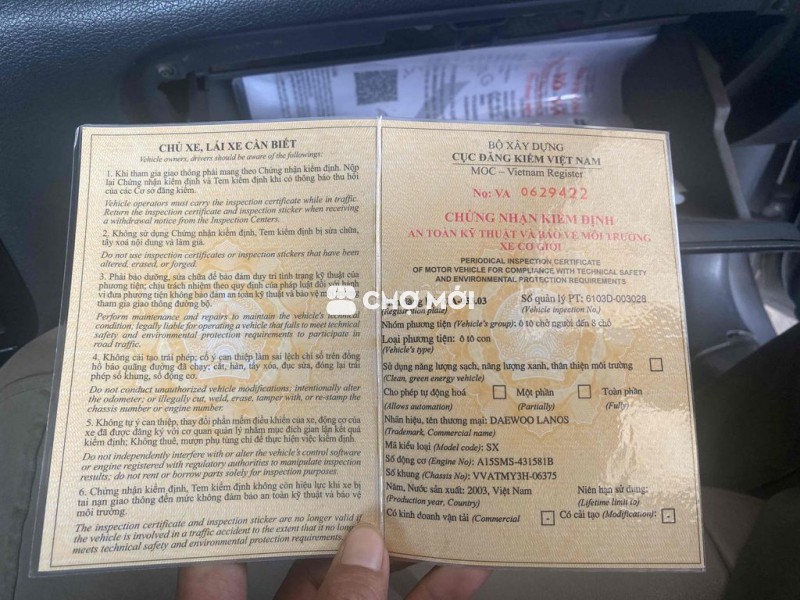 CHỦ XE, LÁI XE CẦN BIẾT
Vehicle owners, drivers should be aware of the followings:
1. Khi tham gia giao thông phải mang theo Chứng nhận kiểm định. Nộp
lại Chứng nhận kiểm định và Tem kiểm định khi có thông báo thu hồi
của các Cơ sở đăng kiểm.
Vehicle operators must carry the inspection certificate while in traffic.
Return the inspection certificate and inspection sticker when receiving
a withdrawal notice from the Inspection Centers.
2. Không sử dụng Chứng nhận kiểm định, Tem kiểm định bị sửa chữa,
tẩy xoá nội dung và làm giả.
Do not use inspection certificates or inspection stickers that have been
altered, erased, or forged.
3. Phải bảo dưỡng, sửa chữa để bảo đảm duy trì tình trạng kỹ thuật của
phương tiện; chịu trách nhiệm theo quy định của pháp luật đối với hành
vi đưa phương tiện không bảo đảm an toàn kỹ thuật và bảo vệ môi
tham gia giao thông đường bộ.
Perform maintenance and repairs to maintain the vehicle's technical
condition; legally liable for operating a vehicle that fails to meet technical
safety and environmental protection requirements to participate in
road traffic.
4. Không cải tạo trái phép; cố ý can thiệp làm sai lệch chỉ số trên đồng
hồ báo quãng đường đã chạy; cắt, hàn, tẩy xóa, đục sửa, đóng lại trái
phép số khung, số động cơ.
Do not conduct unauthorized vehicle modifications; intentionally alter
the odometer; or illegally cut, weld, erase, tamper with, or re-stamp the
chassis number or engine number.
5. Không tự ý can thiệp, thay đổi phần mềm điều khiển của xe, động cơ của
xe đã được đăng ký với cơ quan quản lý nhằm mục đích gian lận kết quả
kiểm định; Không thuê, mượn phụ tùng chỉ để thực hiện việc kiểm định.
Do not independently interfere with or alter the vehicle's control software
or engine registered with regulatory authorities to manipulate inspection
results; do not rent or borrow parts solely for inspection purposes.
6. Chứng nhận kiểm định, Tem kiểm định không còn hiệu lực khi xe bị
tai nạn giao thông đến mức không đảm bảo an toàn kỹ thuật và bảo vệ
môi trường.
The inspection certificate and inspection sticker are no longer valid if
the vehicle is involved in a traffic accident to the extent that it no longer
meets technical safety and environmental protection requirements.
BỘ XÂY DỰNG
CỤC ĐĂNG KIỂM VIỆT NAM
MOC – Vietnam Register
No: VA 0629422
CHỨNG NHẬN KIỂM ĐỊNH
AN TOÀN KỸ THUẬT VÀ BẢO VỆ MÔI TRƯỜNG
XE CƠ GIỚI
PERIODICAL INSPECTION CERTIFICATE
OF MOTOR VEHICLE FOR COMPLIANCE WITH TECHNICAL SAFETY
AND ENVIRONMENTAL PROTECTION REQUIREMENTS
.03 Số quản lý PT: 6103D-003028
(Registration plate) (Vehicle inpection No.)
Nhóm phương tiện (Vehicle's group): ô tô chở người đến 8 chỗ
Loại phương tiện: ô tô con
(Vehicle's type)
Sử dụng năng lượng sạch, năng lượng xanh, thân thiện môi trường
(Clean, green energy vehicle)
Cho phép tự động hoá Một phần Toàn phần
(Allows automation) (Partially) (Fully)
Nhãn hiệu, tên thương mại: DAEWOO LANOS
(Trademark, Commercial name)
Mã kiểu loại (Model code): SX
Số động cơ (Engine No): A15SMS-431581B
Số khung (Chassis No): VVATMY3H-06375
Năm, Nước sản xuất: 2003, Việt Nam Niên hạn sử dụng:
(Production year, Country) (Lifetime limit to)
Có kinh doanh vận tải (Commercial - Có cải tạo (Modification): -
CHỢ MỚI